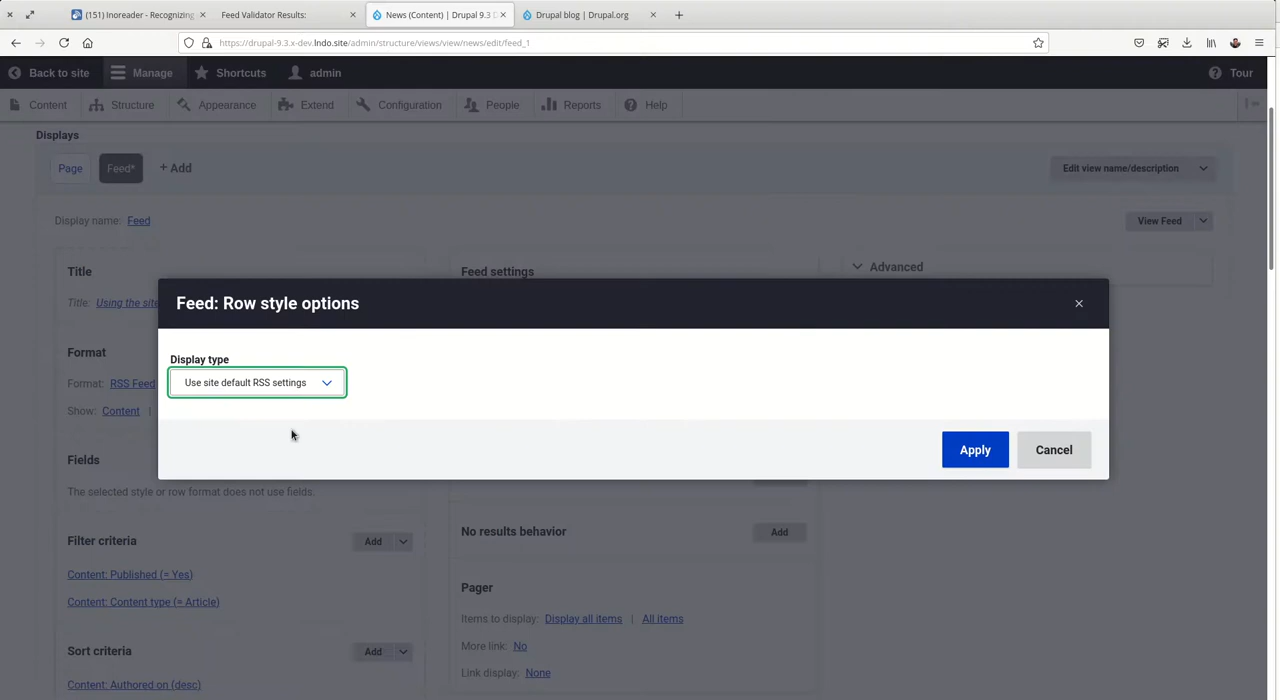 (151) Inoreader - Recognizing
Feed Validator Results:
News (Content) | Drupal 9.3 D
Drupal blog | Drupal.org
https://drupal-9.3.x-dev.lndo.site/admin/structure/views/view/news/edit/feed_1
Back to site
Manage
Shortcuts
admin
Tour
Content
Structure
Appearance
Extend
Configuration
People
Reports
Help
Displays
Page
Feed*
+ Add
Edit view name/description
Display name: Feed
View Feed
Title
Feed settings
Advanced
Feed: Row style options
Title: Using the site
Format
Display type
Format: RSS Feed
Use site default RSS settings
Show: Content |
Apply
Cancel
Fields
The selected style or row format does not use fields.
No results behavior
Add
Filter criteria
Add
Content: Published (= Yes)
Pager
Content: Content type (= Article)
Items to display: Display all items | All items
More link: No
Sort criteria
Add
Link display: None
Content: Authored on (desc)